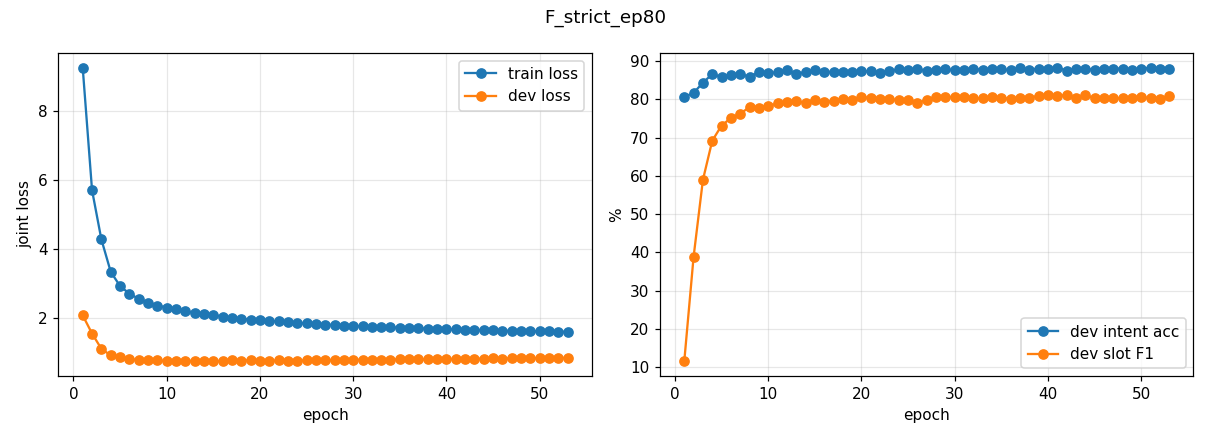 F_strict_ep80
joint loss
8
6
4
2
0 10 20 30 40 50
epoch
train loss
dev loss
%
90
80
70
60
50
40
30
20
10
0 10 20 30 40 50
epoch
dev intent acc
dev slot F1